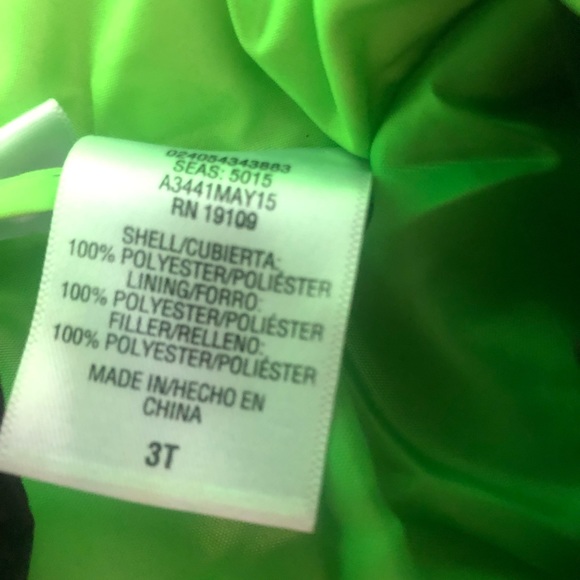 024054343883
SEAS: 5015
A3441MAY15
RN 19109
SHELL/CUBIERTA:
100% POLYESTER/POLIÉSTER
LINING/FORRO:
100% POLYESTER/POLIÉSTER
FILLER/RELLENO:
100% POLYESTER/POLIÉSTER
MADE IN/HECHO EN
CHINA
3T